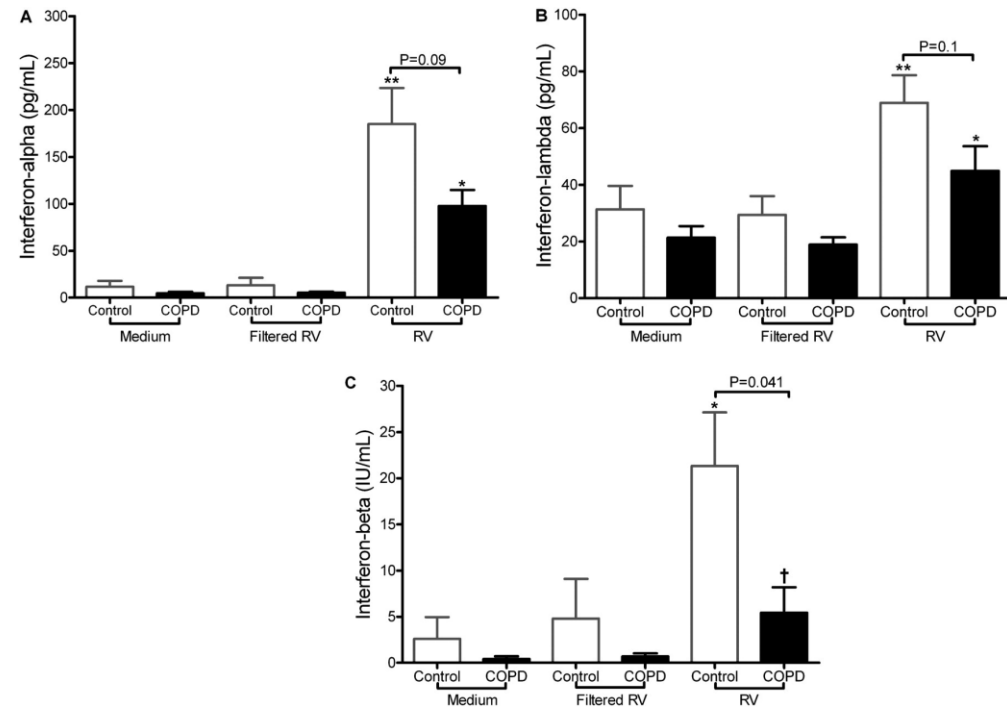 A
Interferon-alpha (pg/mL)
300
250
200
150
100
50
0
P=0.09
**
*
Control COPD Control COPD Control COPD
Medium Filtered RV RV
B
Interferon-lambda (pg/mL)
100
80
60
40
20
0
P=0.1
**
*
Control COPD Control COPD Control COPD
Medium Filtered RV RV
C
Interferon-beta (IU/mL)
30
25
20
15
10
5
0
P=0.041
*
†
Control COPD Control COPD Control COPD
Medium Filtered RV RV